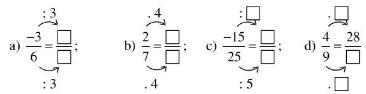 : 3 . 4 : □ . □
a) −3/6 = □/□; b) 2/7 = □/□; c) −15/25 = □/□; d) 4/9 = 28/□
: 3 . 4 : 5 . □